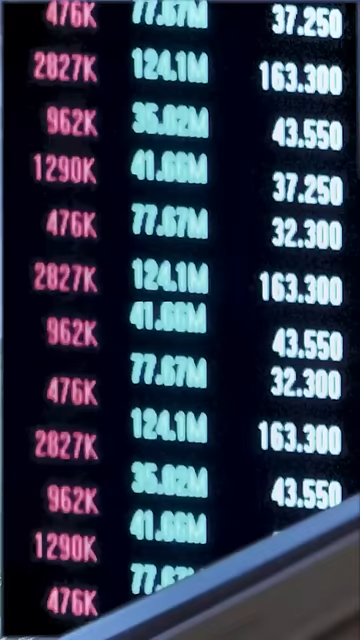 476K 77.67M 37.250
2827K 124.1M 163.300
962K 35.02M 43.550
1290K 41.66M 37.250
476K 77.67M 32.300
2827K 124.1M 163.300
962K 41.66M 43.550
476K 77.67M 32.300
2827K 124.1M 163.300
962K 35.02M 43.550
1290K 41.66M
476K